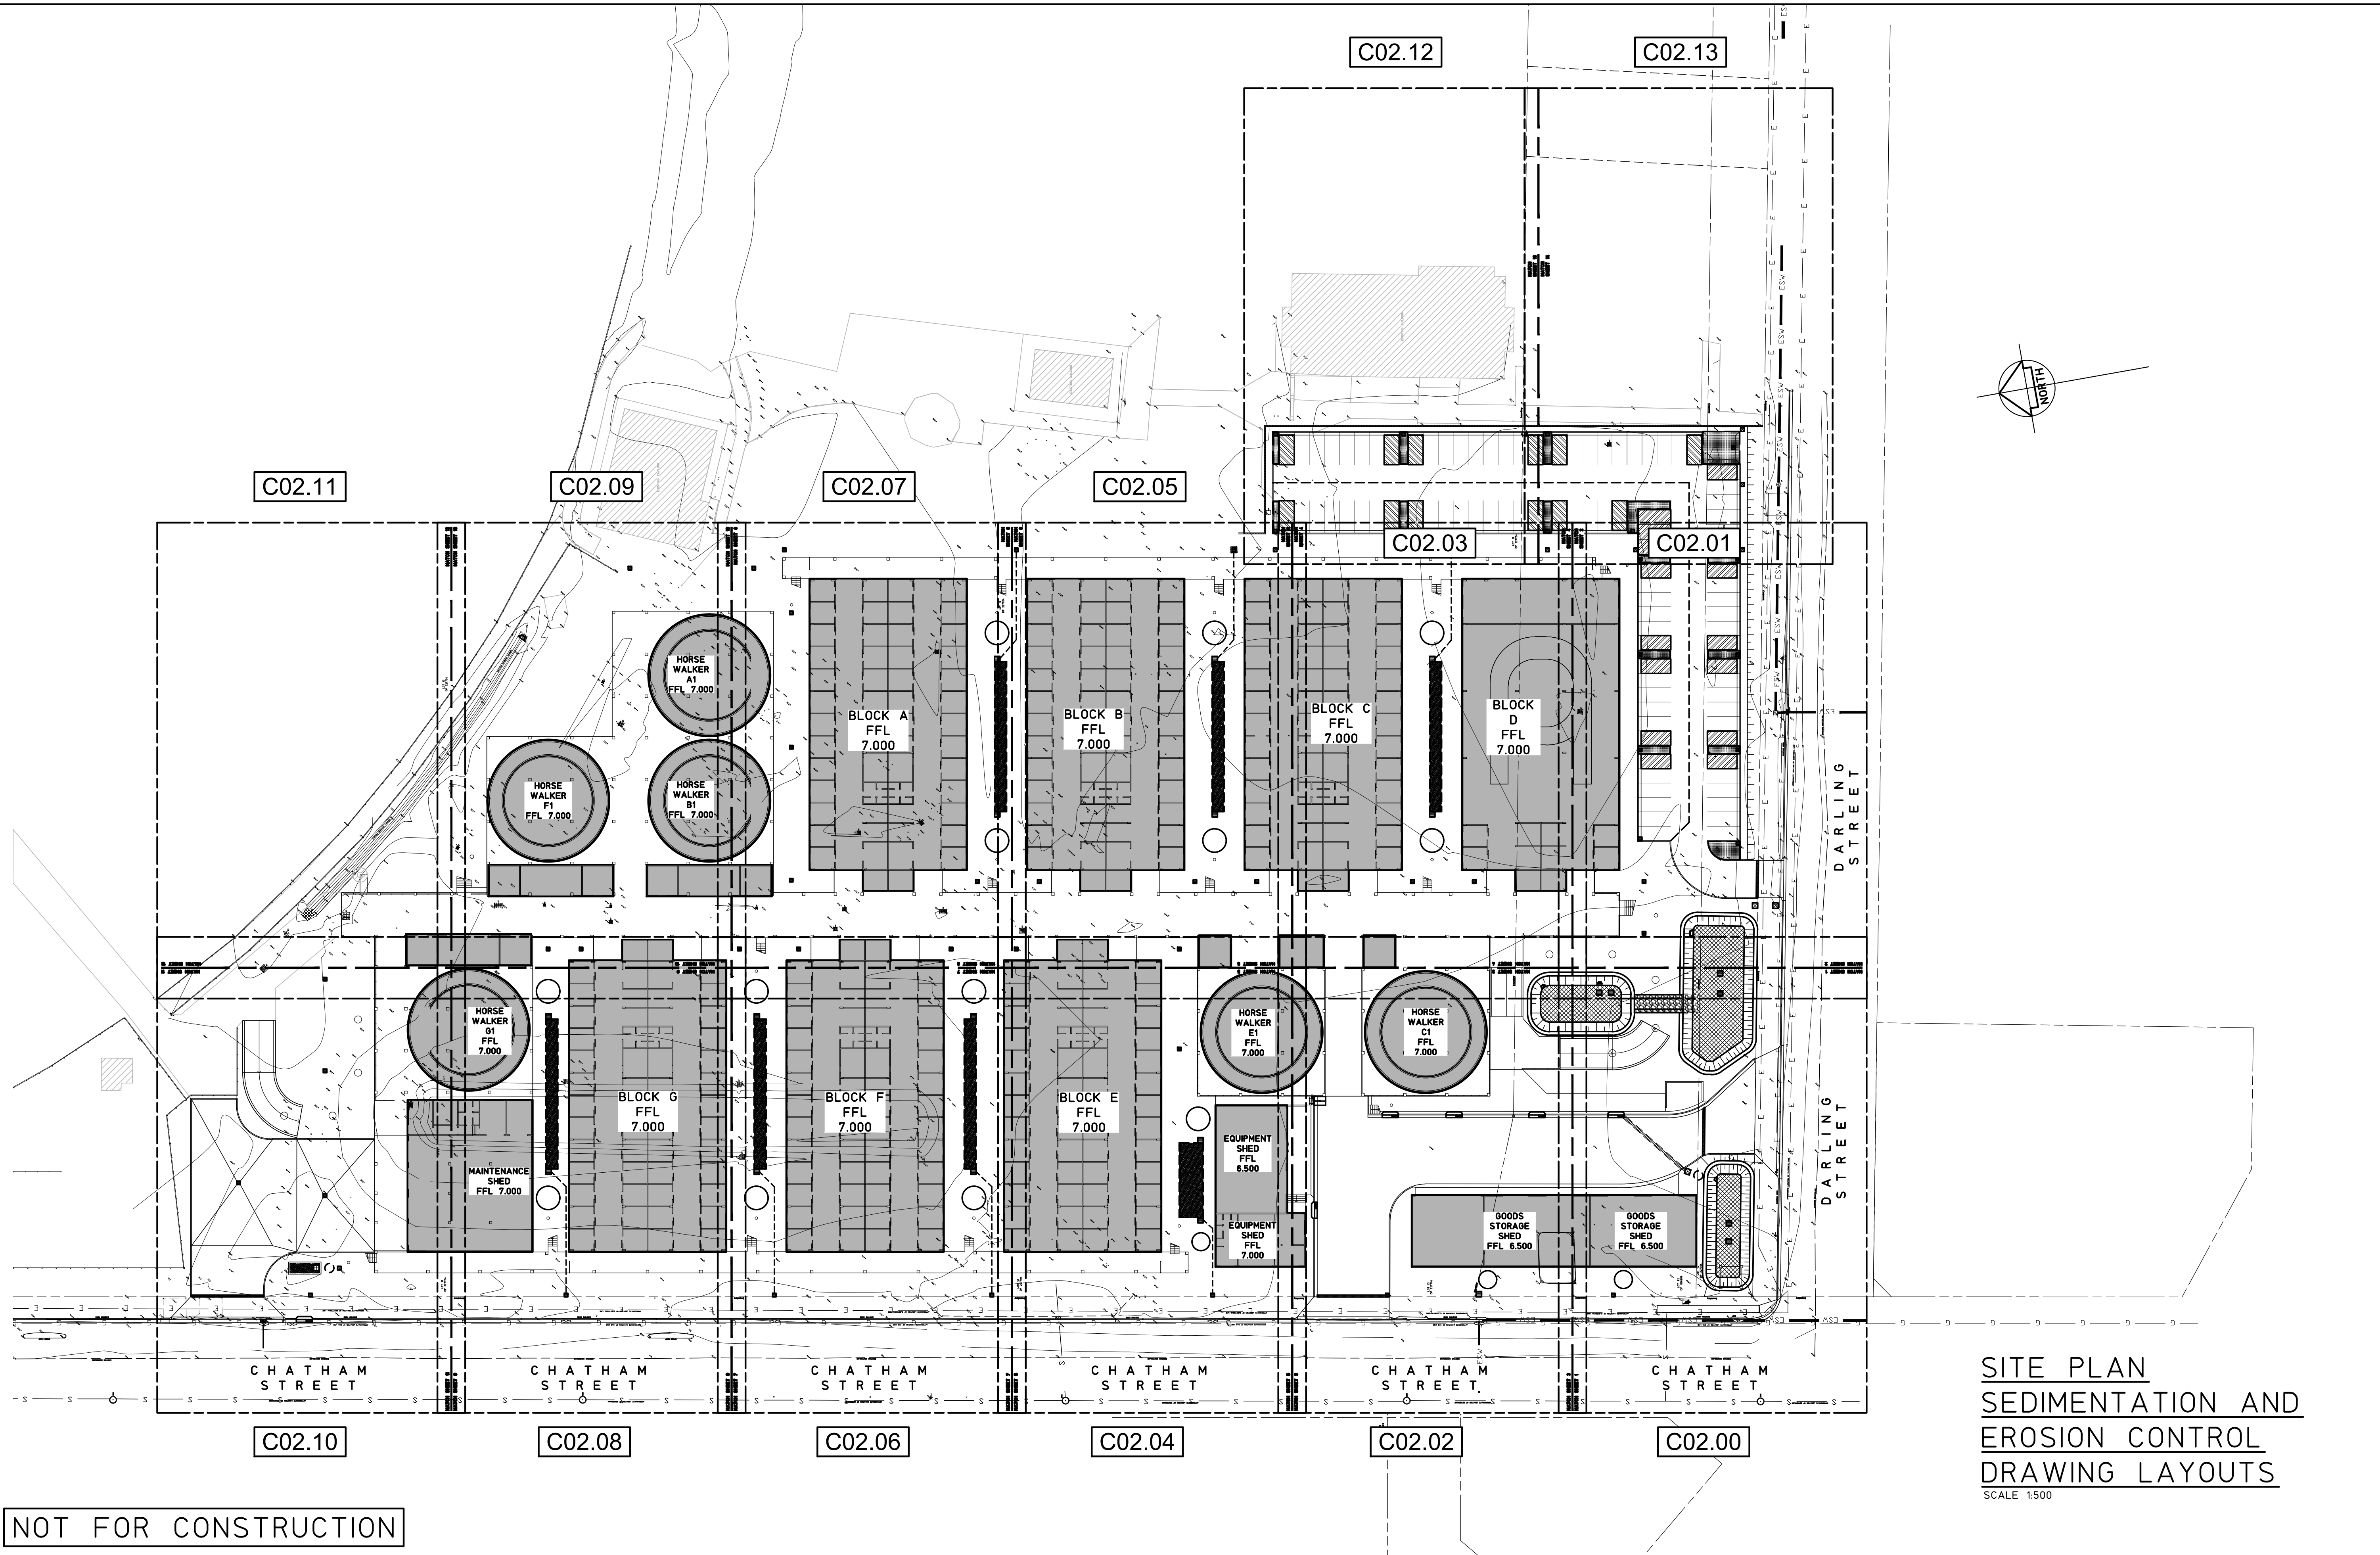 C02.12
C02.13
NORTH
C02.11
C02.09
C02.07
C02.05
C02.03
C02.01
HORSE
WALKER
A1
FFL 7.000
HORSE
WALKER
F1
FFL 7.000
HORSE
WALKER
B1
FFL 7.000
BLOCK A
FFL
7.000
BLOCK B
FFL
7.000
BLOCK C
FFL
7.000
BLOCK
D
FFL
7.000
DARLING
STREET
HORSE
WALKER
G1
FFL
7.000
HORSE
WALKER
E1
FFL
7.000
HORSE
WALKER
C1
FFL
7.000
BLOCK G
FFL
7.000
BLOCK F
FFL
7.000
BLOCK E
FFL
7.000
MAINTENANCE
SHED
FFL 7.000
EQUIPMENT
SHED
FFL
6.500
EQUIPMENT
SHED
FFL
7.000
GOODS
STORAGE
SHED
FFL 6.500
GOODS
STORAGE
SHED
FFL 6.500
DARLING
STREET
CHATHAM
STREET
CHATHAM
STREET
CHATHAM
STREET
CHATHAM
STREET
CHATHAM
STREET
CHATHAM
STREET
C02.10
C02.08
C02.06
C02.04
C02.02
C02.00
SITE PLAN
SEDIMENTATION AND
EROSION CONTROL
DRAWING LAYOUTS
SCALE 1:500
NOT FOR CONSTRUCTION